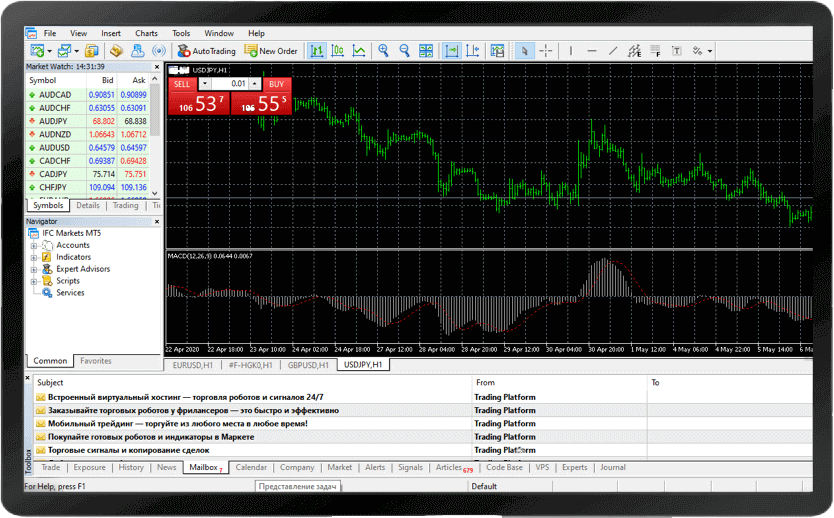 File View Insert Charts Tools Window Help
AutoTrading New Order
Market Watch: 14:31:39
Symbol Bid Ask
AUDCAD 0.90851 0.90899
AUDCHF 0.63055 0.63091
AUDJPY 68.802 68.838
AUDNZD 1.06643 1.06712
AUDUSD 0.64579 0.64597
CADCHF 0.69387 0.69428
CADJPY 75.714 75.751
CHFJPY 109.094 109.136
Symbols Details Trading
Navigator
IFC Markets MT5
Accounts
Indicators
Expert Advisors
Scripts
Services
Common Favorites
USDJPY,H1
SELL 0.01 BUY
106 53 7 106 55 5
MACD(12,26,9) 0.0644 0.0067
22 Apr 2020 22 Apr 18:00 23 Apr 10:00 24 Apr 02:00 24 Apr 18:00 27 Apr 12:00 28 Apr 04:00 28 Apr 20:00 29 Apr 12:00 30 Apr 04:00 30 Apr 20:00 1 May 12:00 4 May 06:00 4 May 22:00 5 May 14:00
EURUSD,H1 #F-HGK0,H1 GBPUSD,H1 USDJPY,H1
Subject From To
Встроенный виртуальный хостинг — торговля роботов и сигналов 24/7 Trading Platform
Заказывайте торговых роботов у фрилансеров — это быстро и эффективно Trading Platform
Мобильный трейдинг — торгуйте из любого места в любое время! Trading Platform
Покупайте готовых роботов и индикаторы в Маркете Trading Platform
Торговые сигналы и копирование сделок Trading Platform
Toolbox
Trade Exposure History News Mailbox 7 Calendar Company Market Alerts Signals Articles 679 Code Base VPS Experts Journal
For Help, press F1 Представление задач Default